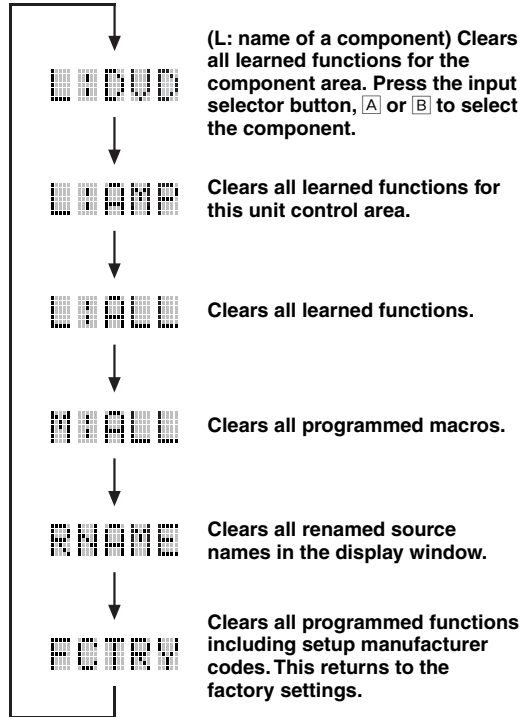 (L: name of a component) Clears
all learned functions for the
component area. Press the input
selector button, A or B to select
the component.
L:DVD
Clears all learned functions for
this unit control area.
L:AMP
Clears all learned functions.
L:ALL
Clears all programmed macros.
M:ALL
Clears all renamed source
names in the display window.
RNAME
Clears all programmed functions
including setup manufacturer
codes. This returns to the
factory settings.
FCTRY